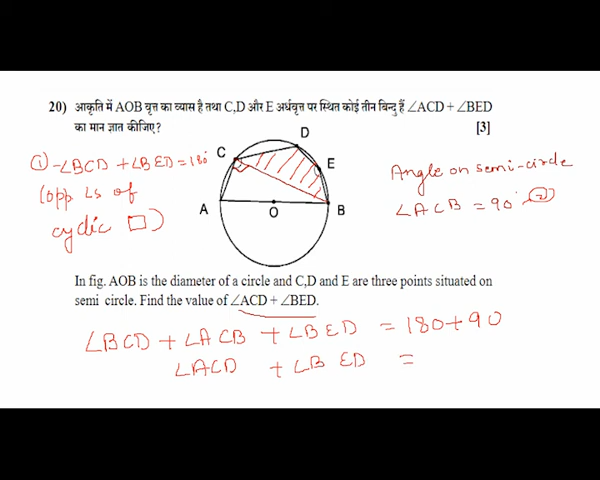 20) आकृति में AOB वृत्त का व्यास है तथा C,D और E अर्धवृत्त पर स्थित कोई तीन बिन्दु हैं ∠ACD + ∠BED
का मान ज्ञात कीजिए?
[3]
① ∠BCD + ∠BED = 180°
(opp ∠s of
cyclic □)
D
C
E
A
O
B
Angle on semi-circle
∠ACB = 90° ②
In fig. AOB is the diameter of a circle and C,D and E are three points situated on
semi circle. Find the value of ∠ACD + ∠BED.
∠BCD + ∠ACB + ∠BED = 180+90
∠ACD + ∠BED =